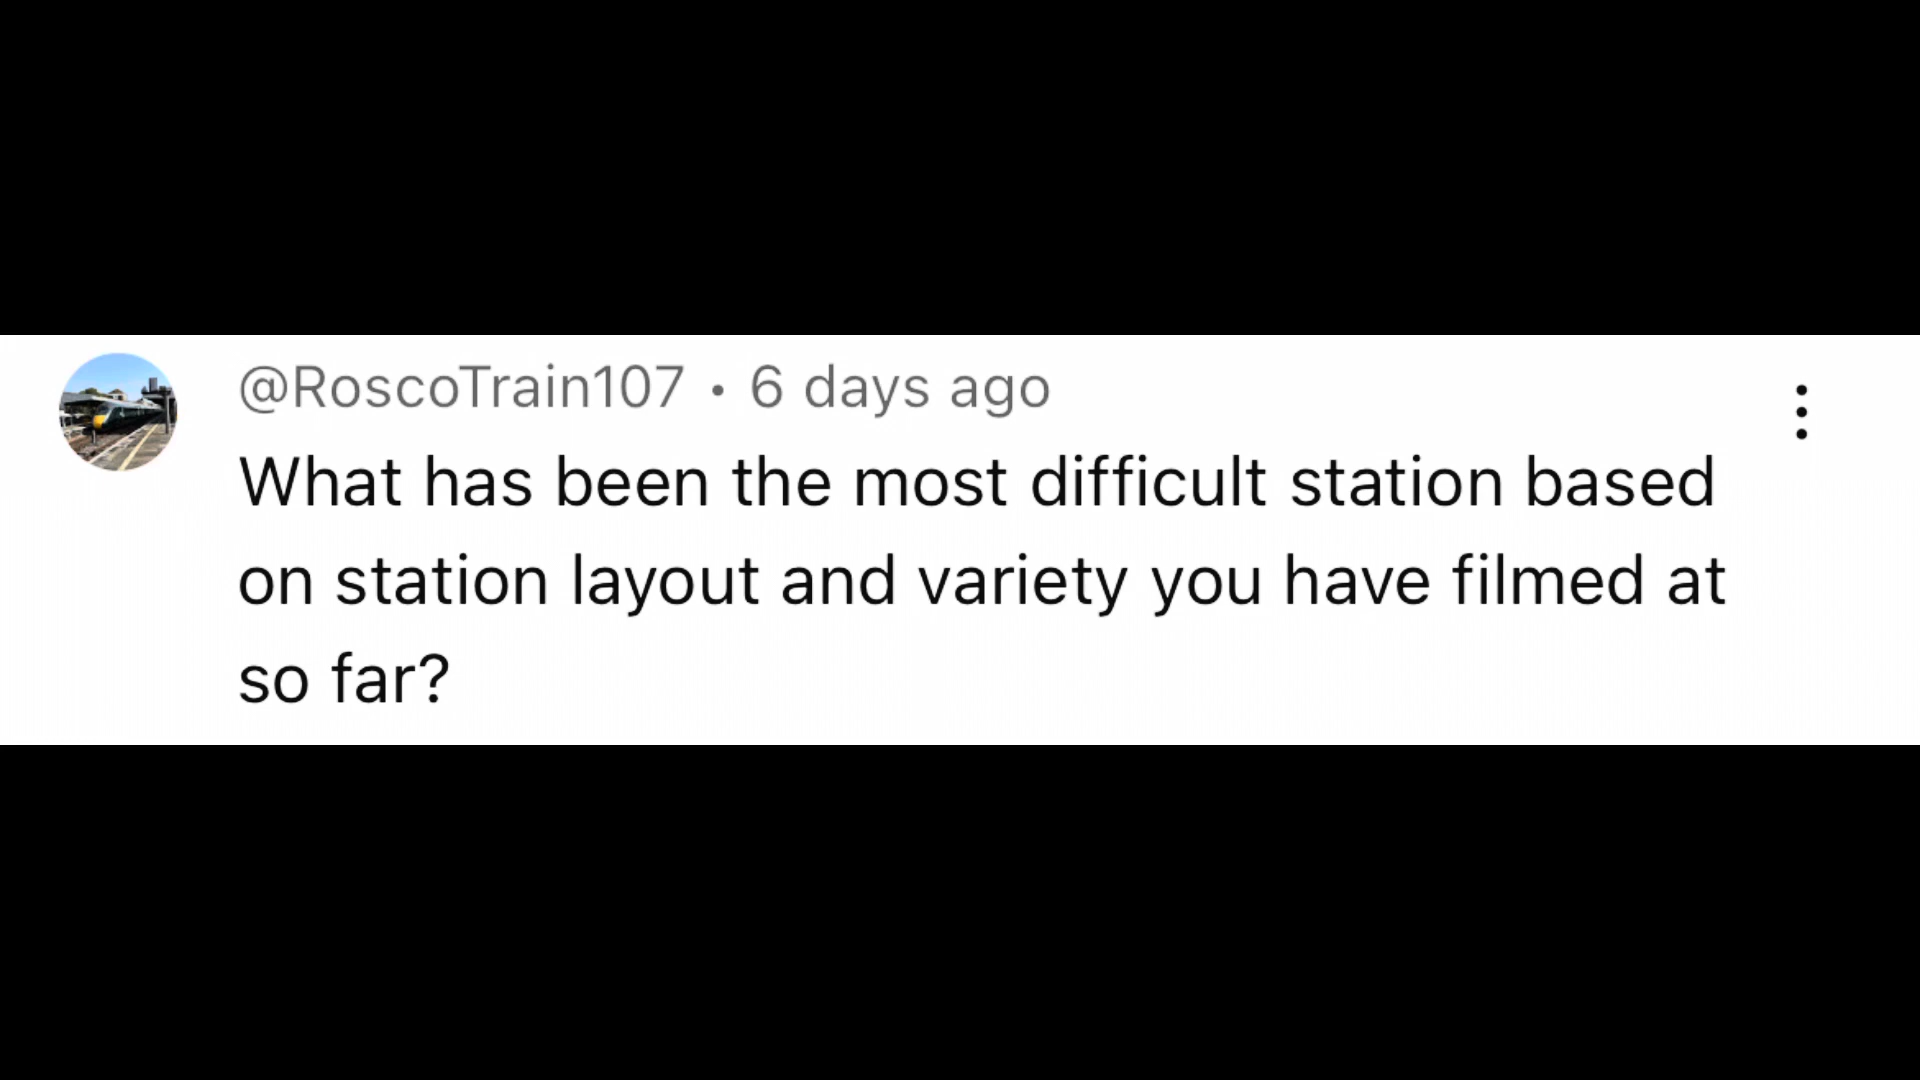 @RoscoTrain107 • 6 days ago
What has been the most difficult station based
on station layout and variety you have filmed at
so far?